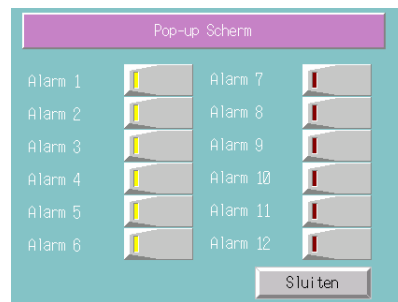 Pop-up Scherm
Alarm 1
Alarm 2
Alarm 3
Alarm 4
Alarm 5
Alarm 6
Alarm 7
Alarm 8
Alarm 9
Alarm 10
Alarm 11
Alarm 12
Sluiten